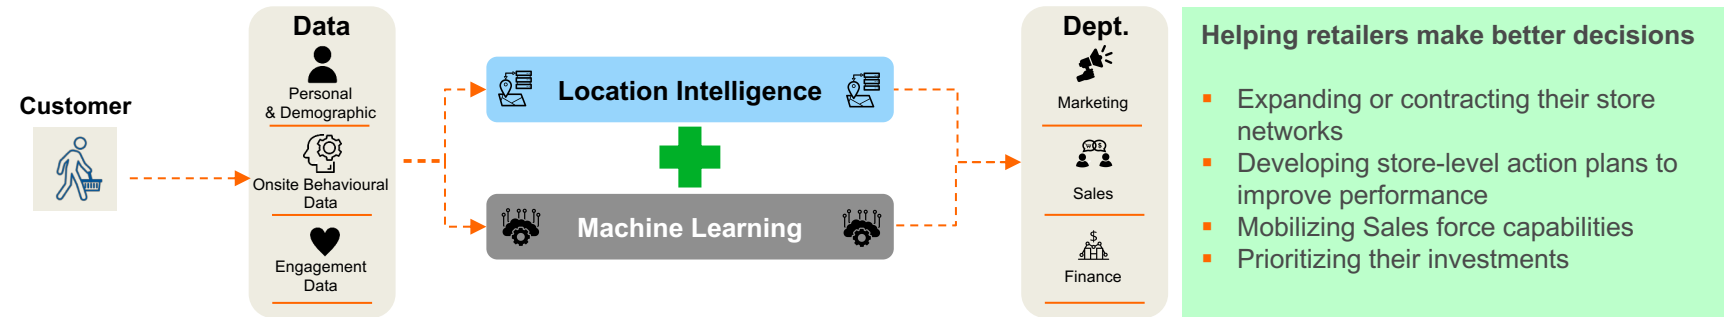 Customer
Data
Personal
& Demographic
Onsite Behavioural
Data
Engagement
Data
Location Intelligence
Machine Learning
Dept.
Marketing
W $
Sales
$
Finance
Helping retailers make better decisions
▪ Expanding or contracting their store
networks
▪ Developing store-level action plans to
improve performance
▪ Mobilizing Sales force capabilities
▪ Prioritizing their investments